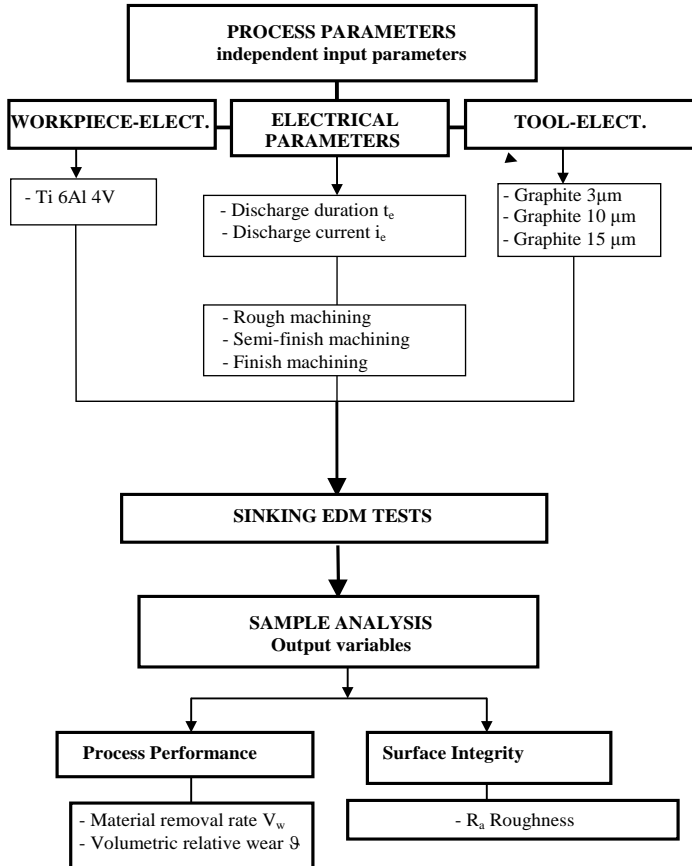 PROCESS PARAMETERS
independent input parameters
WORKPIECE-ELECT.
ELECTRICAL
PARAMETERS
TOOL-ELECT.
- Ti 6Al 4V
- Discharge duration tₑ
- Discharge current iₑ
- Graphite 3μm
- Graphite 10 μm
- Graphite 15 μm
- Rough machining
- Semi-finish machining
- Finish machining
SINKING EDM TESTS
SAMPLE ANALYSIS
Output variables
Process Performance
Surface Integrity
- Material removal rate V_w
- Volumetric relative wear ϑ
- Rₐ Roughness